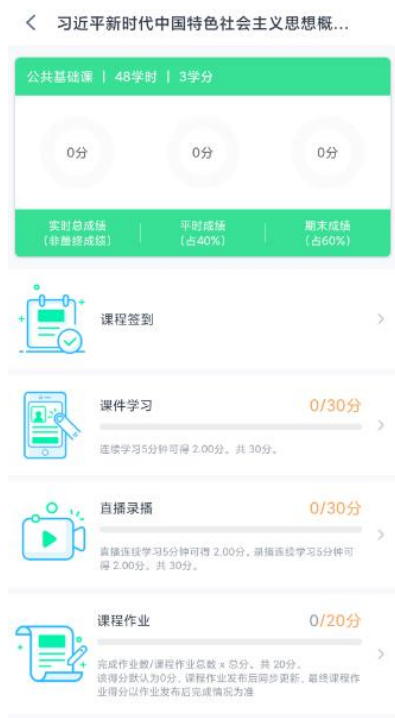 习近平新时代中国特色社会主义思想概...
公共基础课 | 48学时 | 3学分
0分 0分 0分
实时总成绩 平时成绩 期末成绩
(非最终成绩) (占40%) (占60%)
课程签到
课件学习 0/30分
连续学习5分钟可得 2.00分。共 30分。
直播录播 0/30分
直播连续学习5分钟可得 2.00分，录播连续学习5分钟可
得 2.00分。共 30分。
课程作业 0/20分
完成作业数/课程作业总数 x 总分。共 20分。
该得分默认为0分，课程作业发布后同步更新，最终课程作
业得分以作业发布后完成情况为准